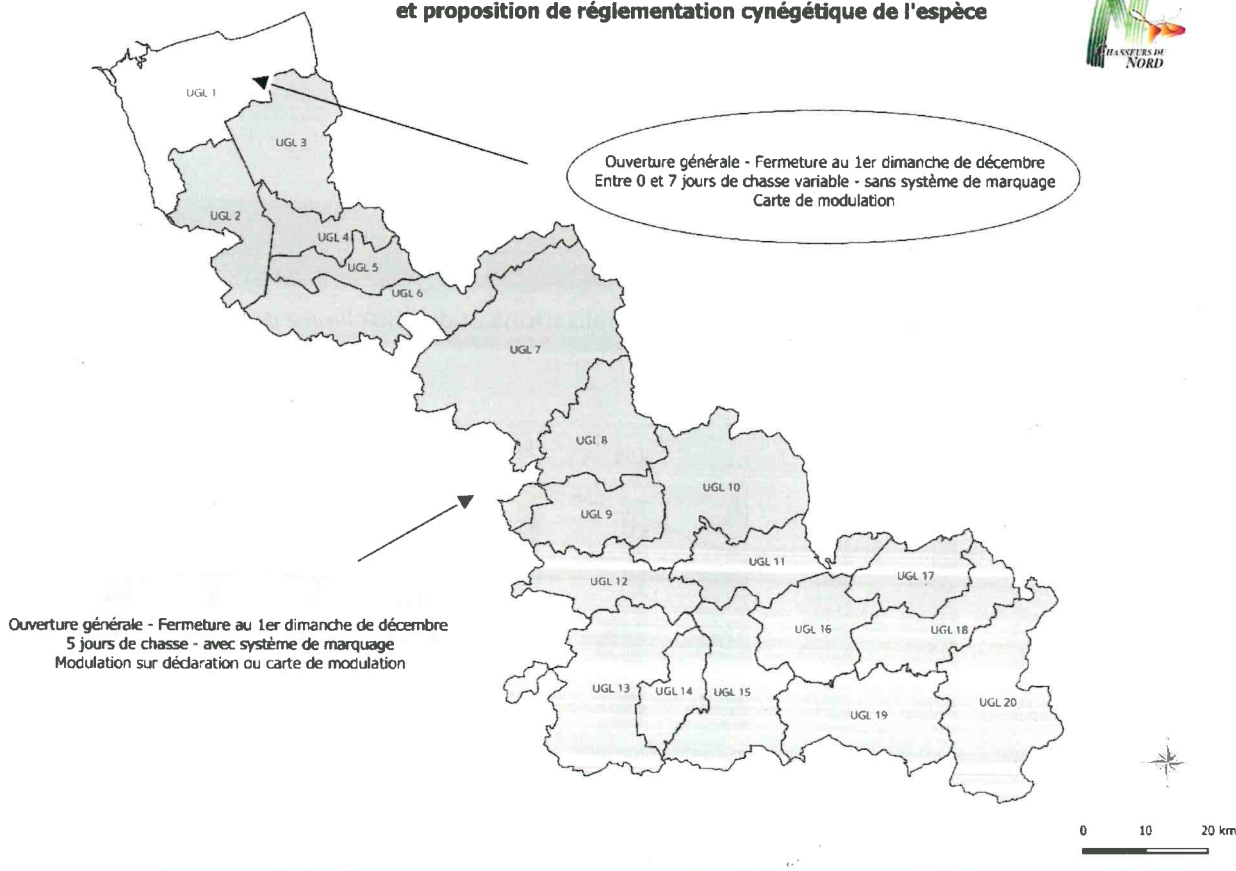 et proposition de réglementation cynégétique de l'espèce
CHASSEURS DU
NORD
UGL 1
UGL 3
Ouverture générale - Fermeture au 1er dimanche de décembre
Entre 0 et 7 jours de chasse variable - sans système de marquage
Carte de modulation
UGL 2
UGL 4
UGL 5
UGL 6
UGL 7
UGL 8
UGL 10
UGL 9
UGL 11
UGL 12
UGL 17
Ouverture générale - Fermeture au 1er dimanche de décembre
5 jours de chasse - avec système de marquage
Modulation sur déclaration ou carte de modulation
UGL 16
UGL 18
UGL 13
UGL 14
UGL 15
UGL 20
UGL 19
0 10 20 km